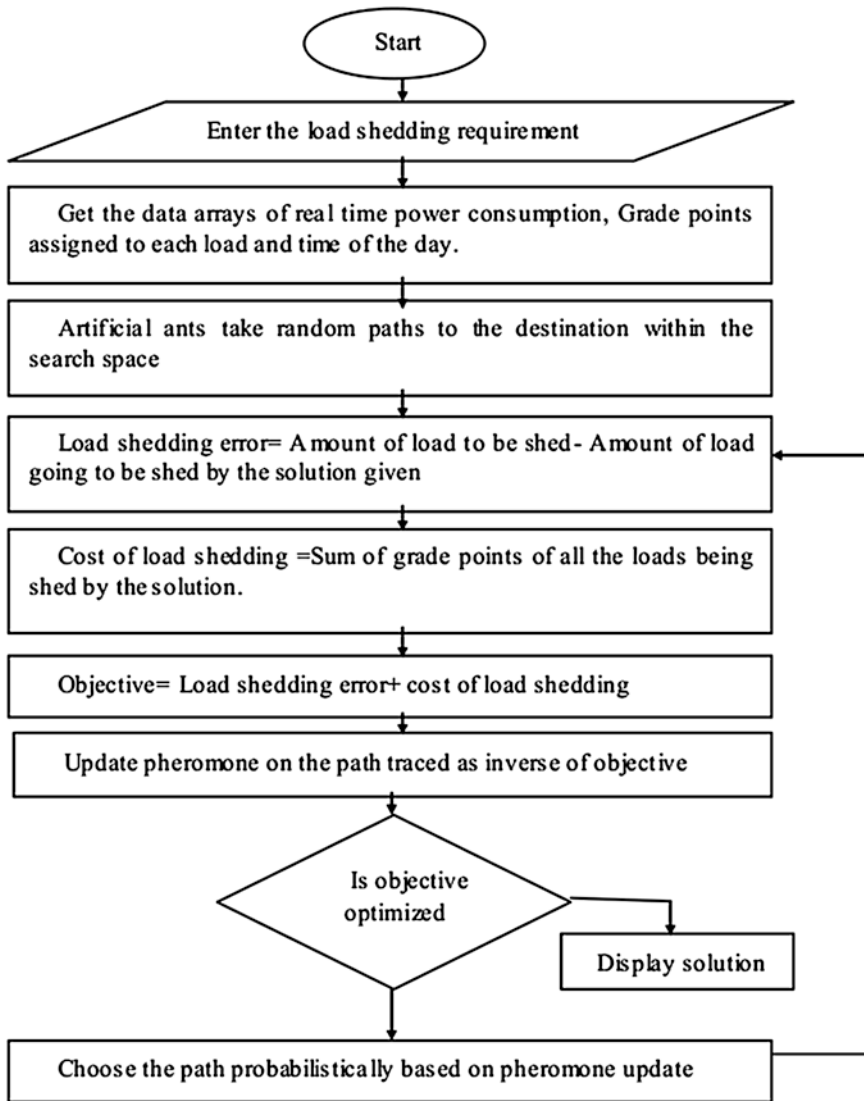 Start
Enter the load shedding requirement
Get the data arrays of real time power consumption, Grade points
assigned to each load and time of the day.
Artificial ants take random paths to the destination within the
search space
Load shedding error= Amount of load to be shed- Amount of load
going to be shed by the solution given
Cost of load shedding =Sum of grade points of all the loads being
shed by the solution.
Objective= Load shedding error+ cost of load shedding
Update pheromone on the path traced as inverse of objective
Is objective
optimized
Display solution
Choose the path probabilistically based on pheromone update